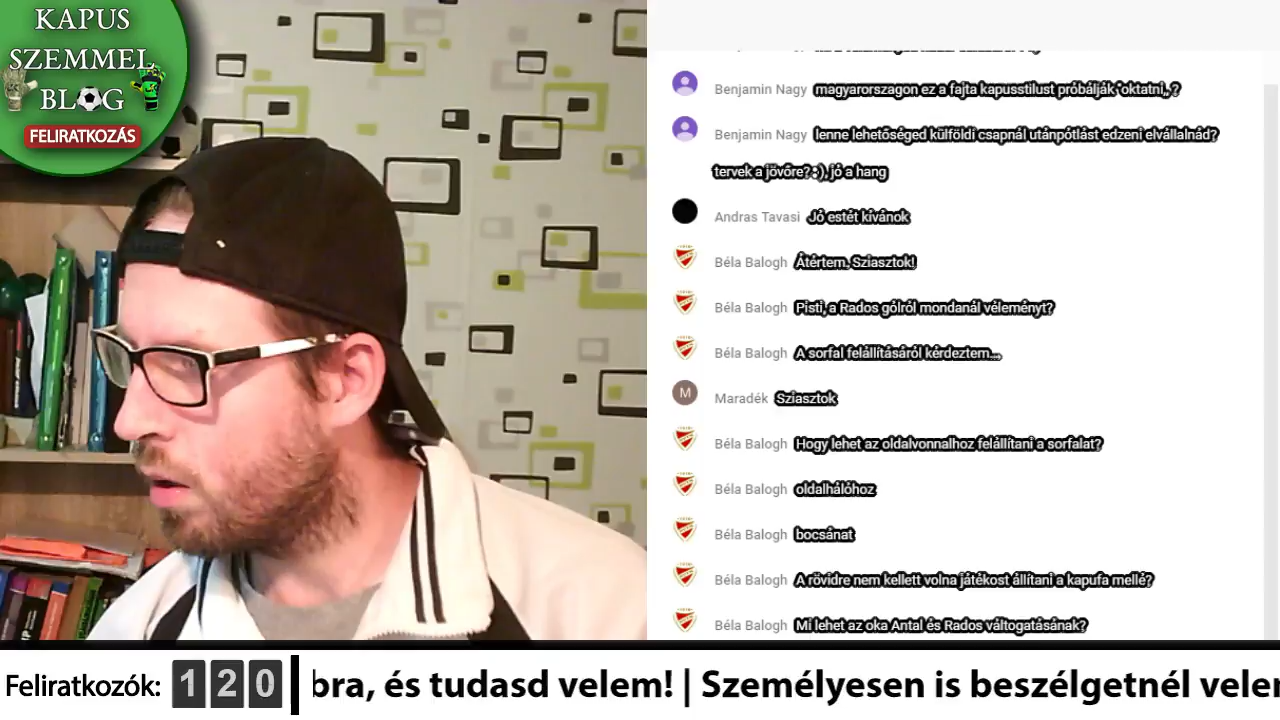 KAPUS
SZEMMEL
BLOG
FELIRATKOZÁS
Benjamin Nagy magyarországon ez a fajta kapusstílust próbálják "oktatni,, ?
Benjamin Nagy lenne lehetőséged külföldi csapnál utánpótlást edzeni elvállalnád?
tervek a jövőre? :), jó a hang
Andras Tavasi Jó estét kívánok
Béla Balogh Átértem. Sziasztok!
Béla Balogh Pisti, a Rados gólról mondanál véleményt?
Béla Balogh A sorfal felállításáról kérdeztem...
M Maradék Sziasztok
Béla Balogh Hogy lehet az oldalvonnalhoz felállítani a sorfalat?
Béla Balogh oldalhálóhoz
Béla Balogh bocsánat
Béla Balogh A rövidre nem kellett volna játékost állítani a kapufa mellé?
Béla Balogh Mi lehet az oka Antal és Rados váltogatásának?
Feliratkozók: 120 bra, és tudasd velem! | Személyesen is beszélgetnél veler